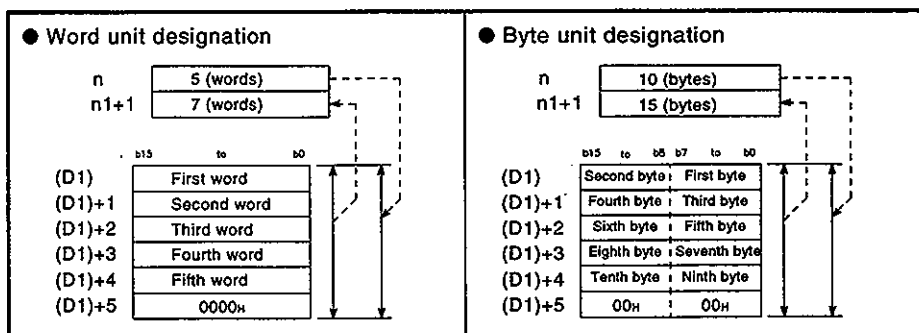 ● Word unit designation
n 5 (words)
n1+1 7 (words)
b15 to b0
(D1) First word
(D1)+1 Second word
(D1)+2 Third word
(D1)+3 Fourth word
(D1)+4 Fifth word
(D1)+5 0000H
● Byte unit designation
n 10 (bytes)
n1+1 15 (bytes)
b15 to b8 b7 to b0
(D1) Second byte First byte
(D1)+1 Fourth byte Third byte
(D1)+2 Sixth byte Fifth byte
(D1)+3 Eighth byte Seventh byte
(D1)+4 Tenth byte Ninth byte
(D1)+5 00H 00H